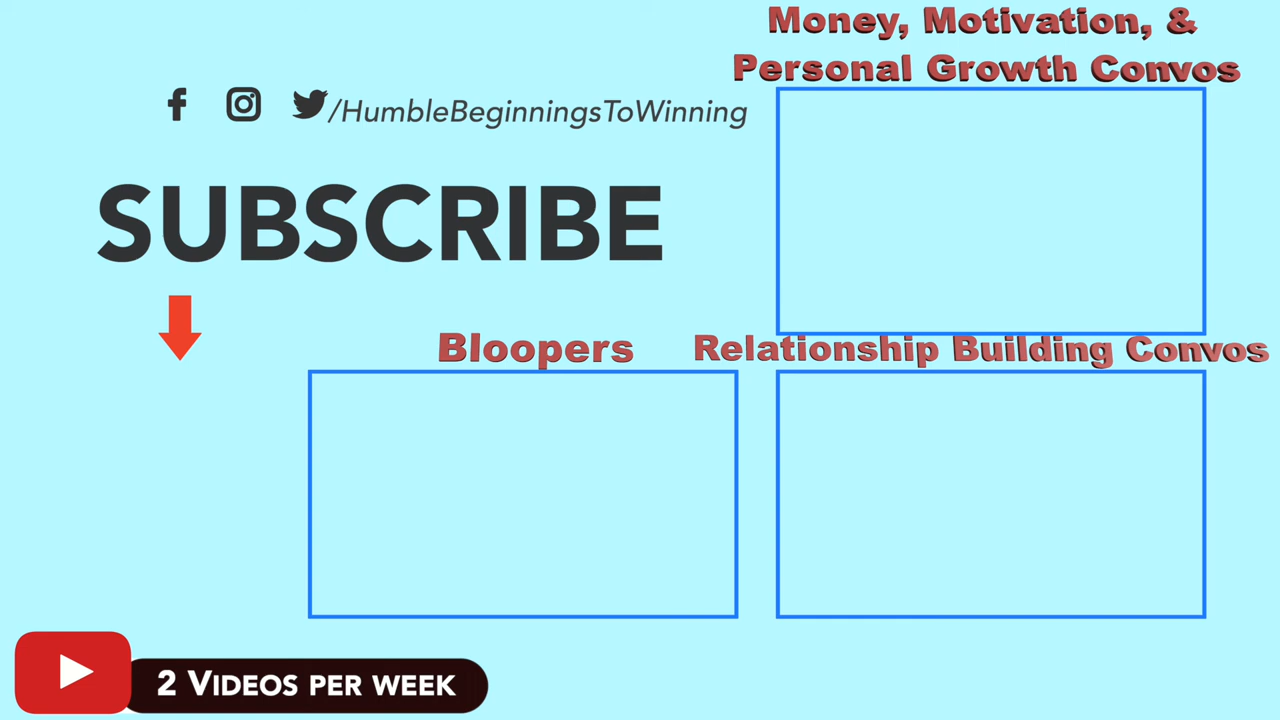 Money, Motivation, &
Personal Growth Convos
/HumbleBeginningsToWinning
SUBSCRIBE
Bloopers
Relationship Building Convos
2 VIDEOS PER WEEK